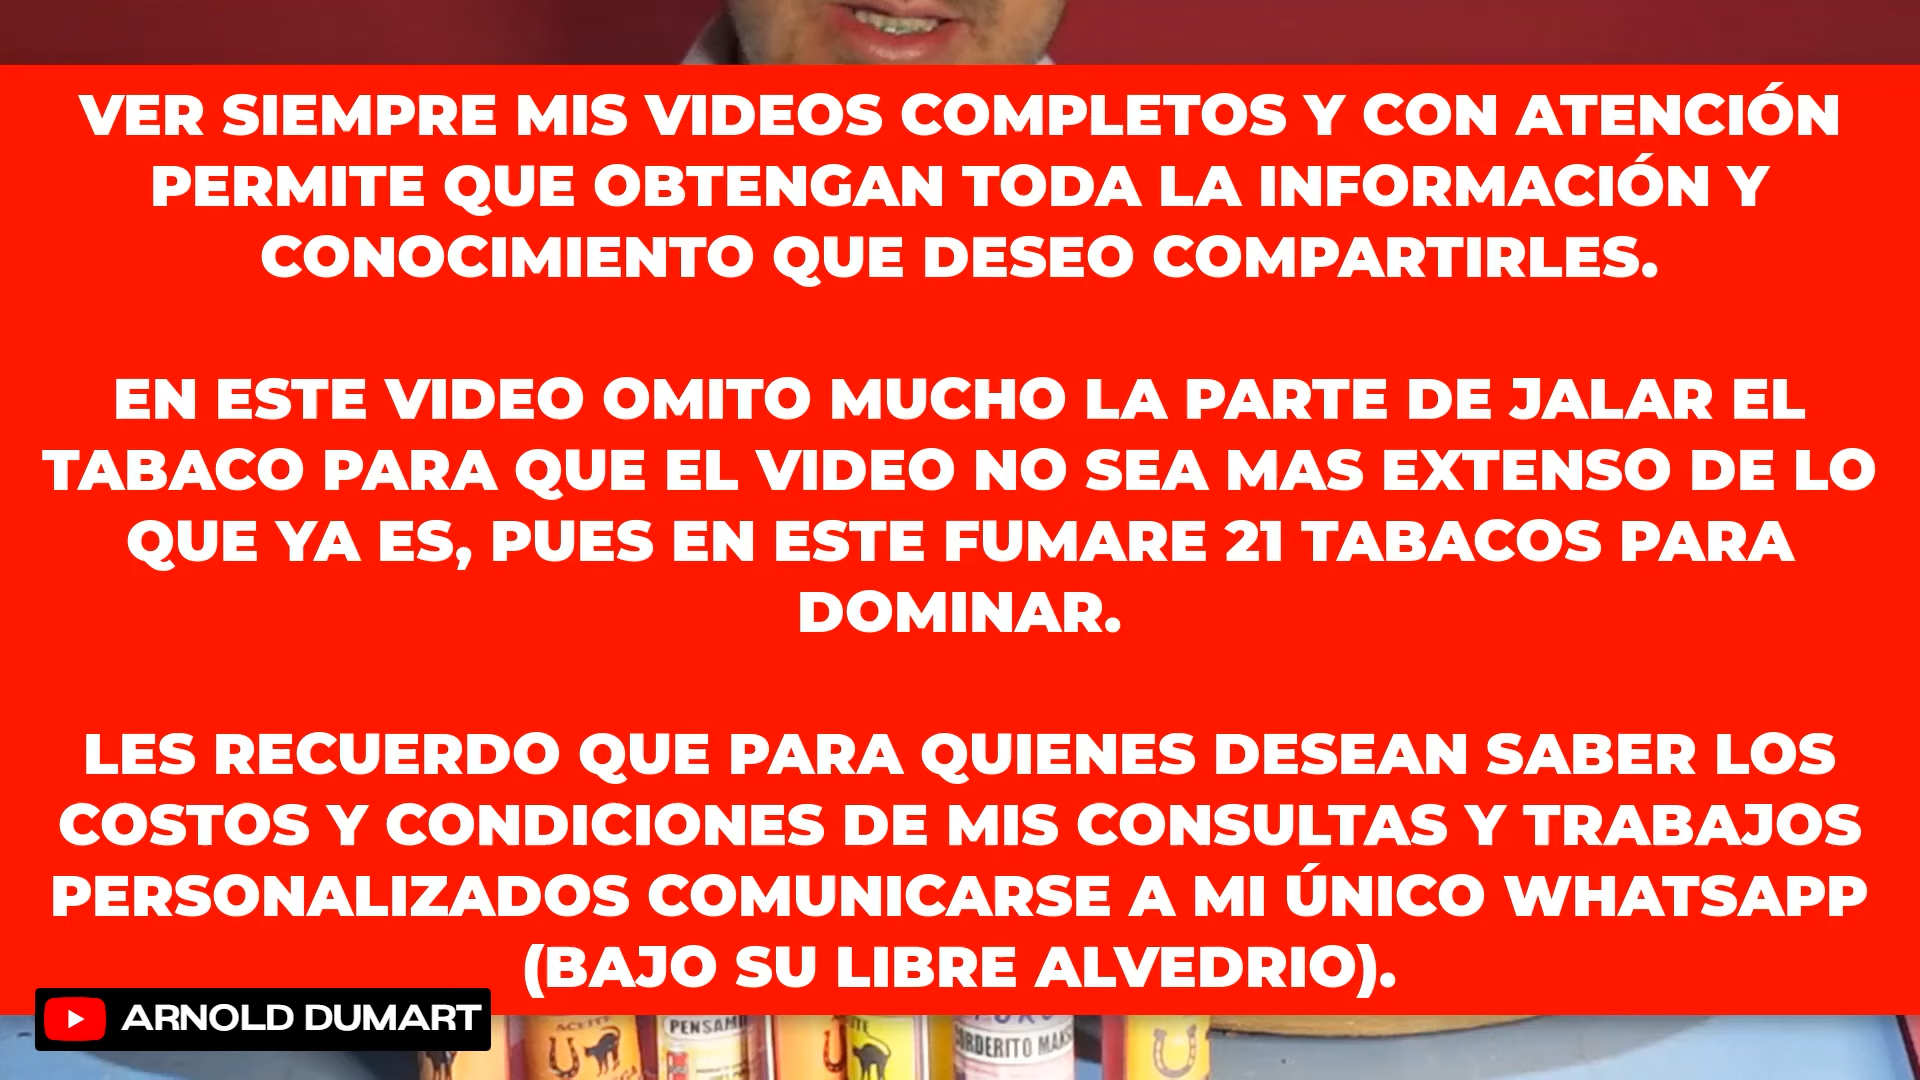 VER SIEMPRE MIS VIDEOS COMPLETOS Y CON ATENCIÓN
PERMITE QUE OBTENGAN TODA LA INFORMACIÓN Y
CONOCIMIENTO QUE DESEO COMPARTIRLES.
EN ESTE VIDEO OMITO MUCHO LA PARTE DE JALAR EL
TABACO PARA QUE EL VIDEO NO SEA MAS EXTENSO DE LO
QUE YA ES, PUES EN ESTE FUMARE 21 TABACOS PARA
DOMINAR.
LES RECUERDO QUE PARA QUIENES DESEAN SABER LOS
COSTOS Y CONDICIONES DE MIS CONSULTAS Y TRABAJOS
PERSONALIZADOS COMUNICARSE A MI ÚNICO WHATSAPP
(BAJO SU LIBRE ALVEDRIO).
ARNOLD DUMART
ACEITE